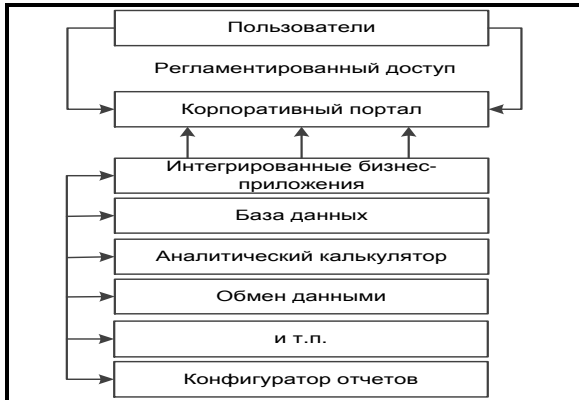 Пользователи
Регламентированный доступ
Корпоративный портал
Интегрированные бизнес-
приложения
База данных
Аналитический калькулятор
Обмен данными
и т.п.
Конфигуратор отчетов